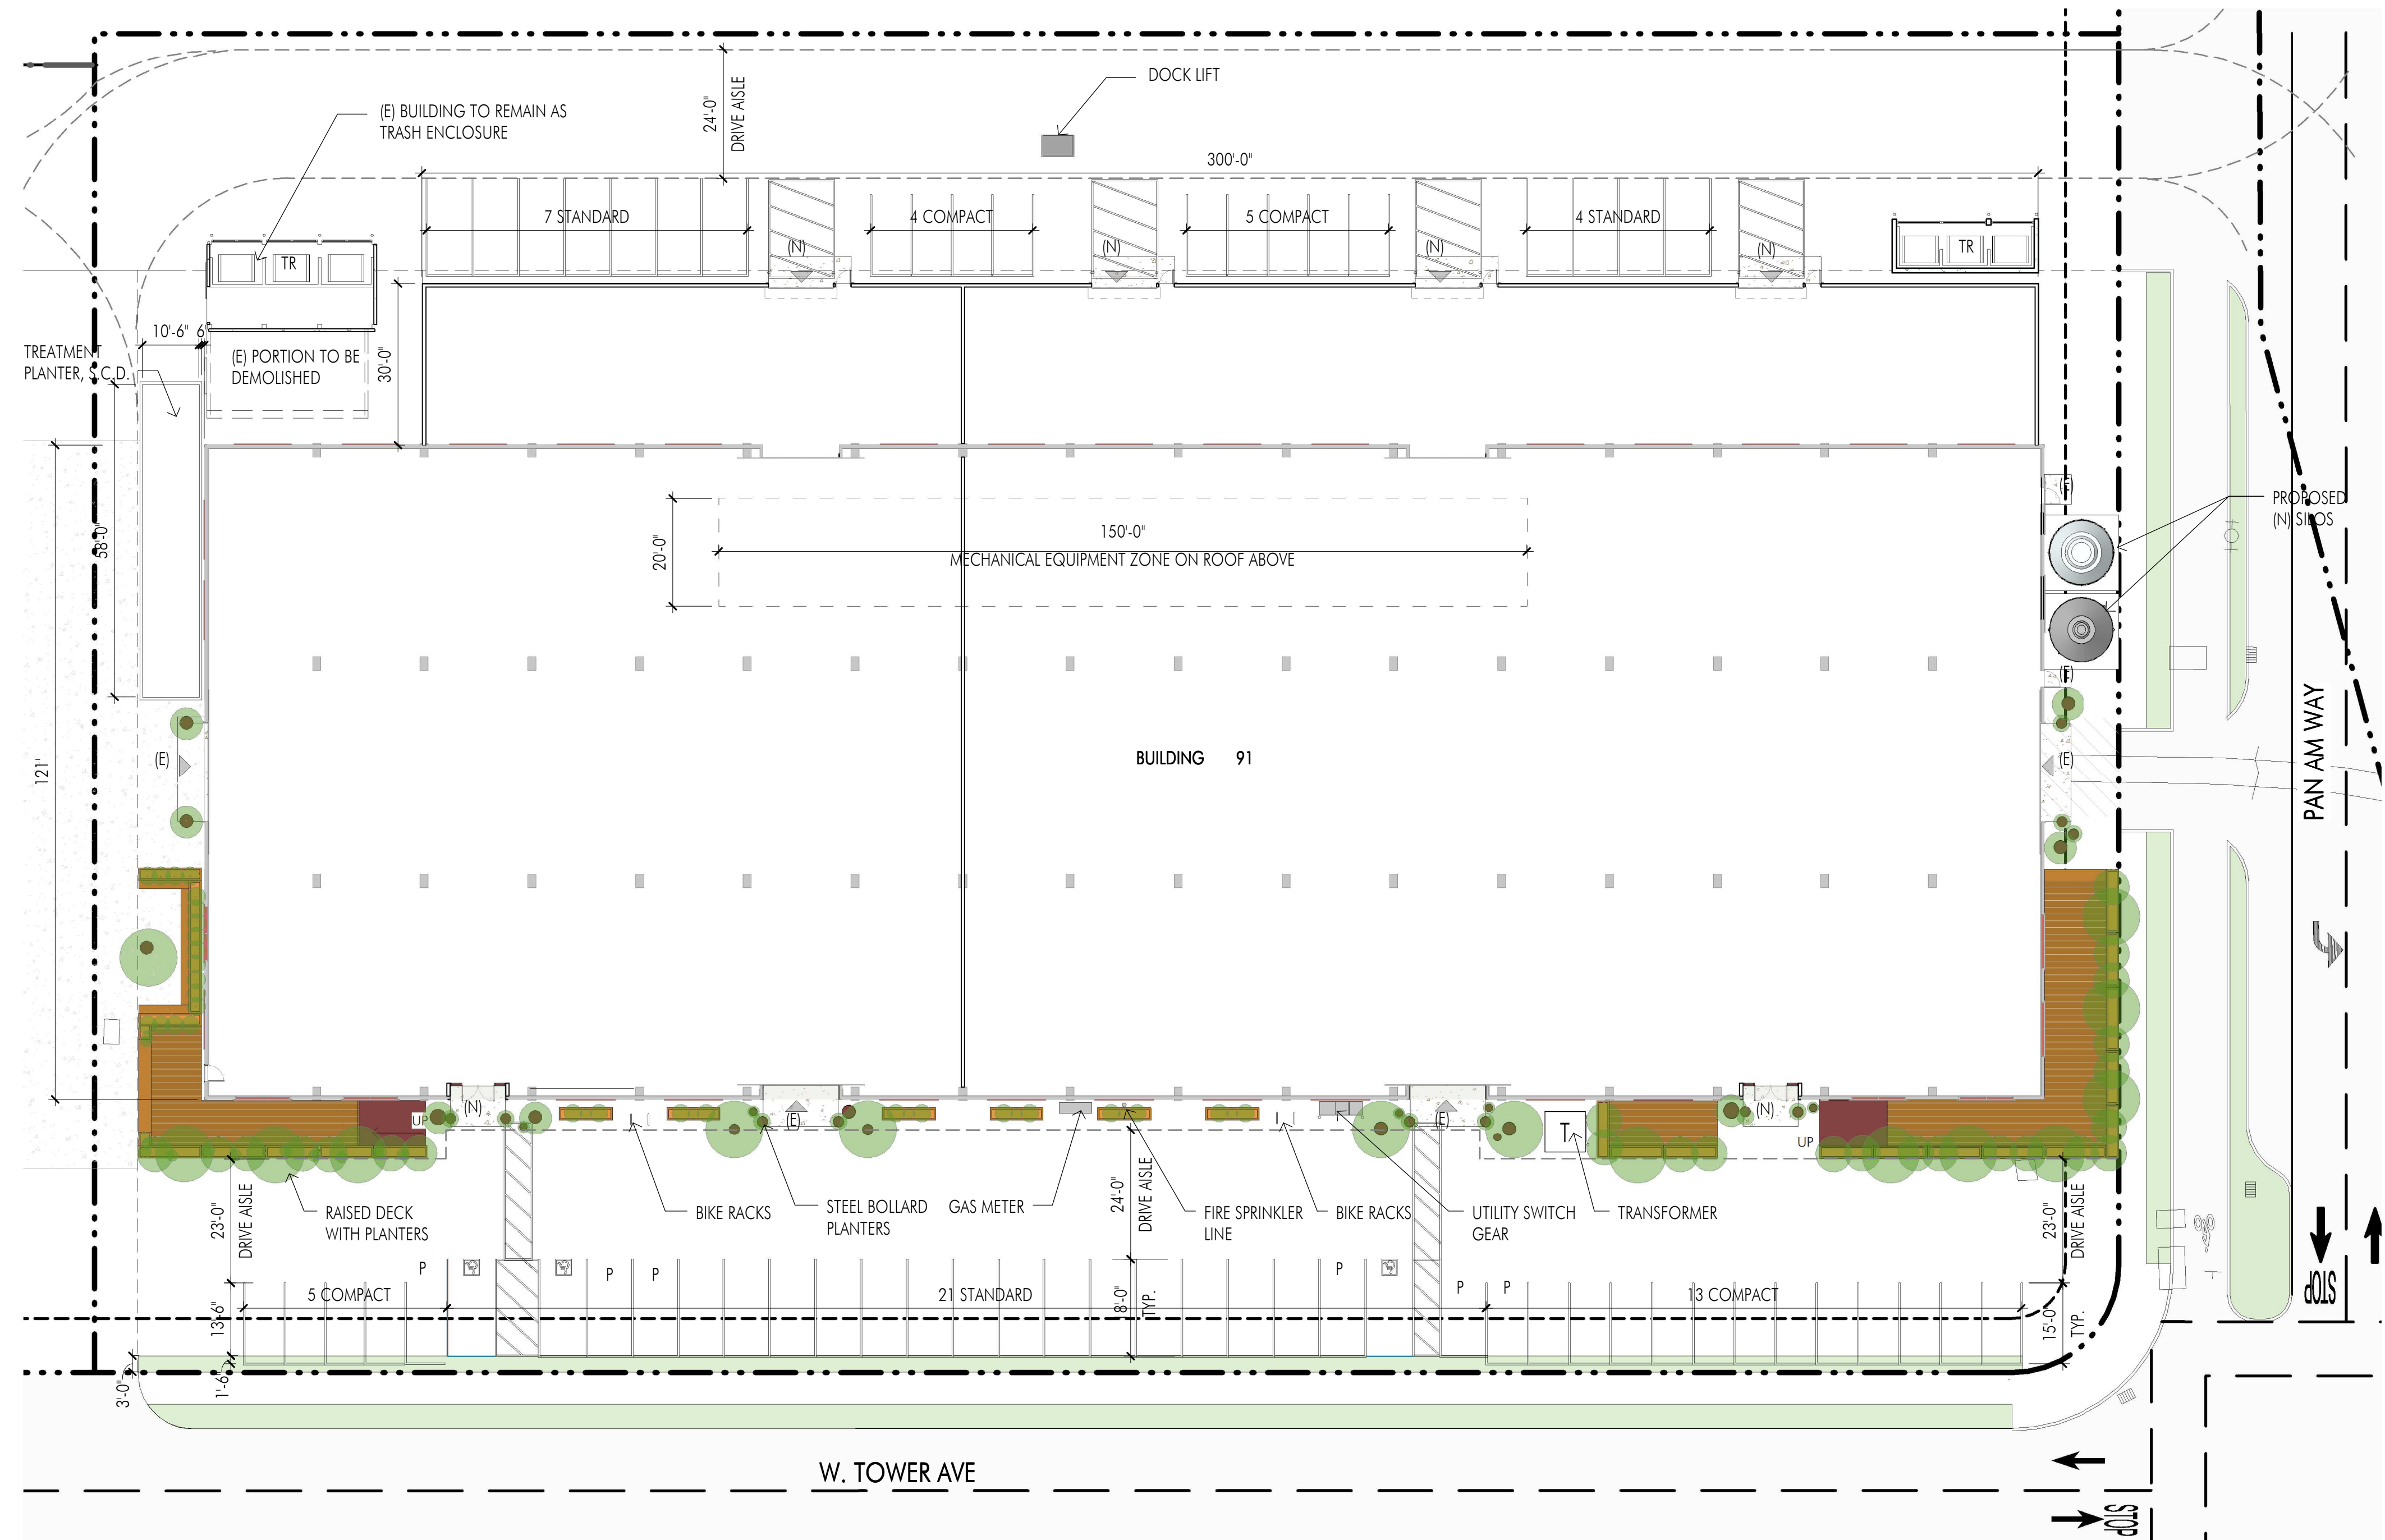 DOCK LIFT
(E) BUILDING TO REMAIN AS
TRASH ENCLOSURE
24'-0"
DRIVE AISLE
300'-0"
7 STANDARD
4 COMPACT
5 COMPACT
4 STANDARD
(N)
(N)
(N)
(N)
TR
TR
10'-6"
6"
TREATMENT
PLANTER, S.C.D.
(E) PORTION TO BE
DEMOLISHED
30'-0"
58'-0"
121'
20'-0"
150'-0"
MECHANICAL EQUIPMENT ZONE ON ROOF ABOVE
(E)
PROPOSED
(N) SILOS
(E)
PAN AM WAY
BUILDING 91
(E)
(E)
UP
(N)
(E)
(E)
T
(N)
UP
23'-0"
DRIVE AISLE
RAISED DECK
WITH PLANTERS
BIKE RACKS
STEEL BOLLARD
PLANTERS
GAS METER
24'-0"
DRIVE AISLE
FIRE SPRINKLER
LINE
BIKE RACKS
UTILITY SWITCH
GEAR
TRANSFORMER
23'-0"
DRIVE AISLE
P
P
P
P
P
P
5 COMPACT
21 STANDARD
13 COMPACT
13'-6"
18'-0"
TYP.
15'-0"
TYP.
3'-0"
1'-6"
STOP
W. TOWER AVE
STOP